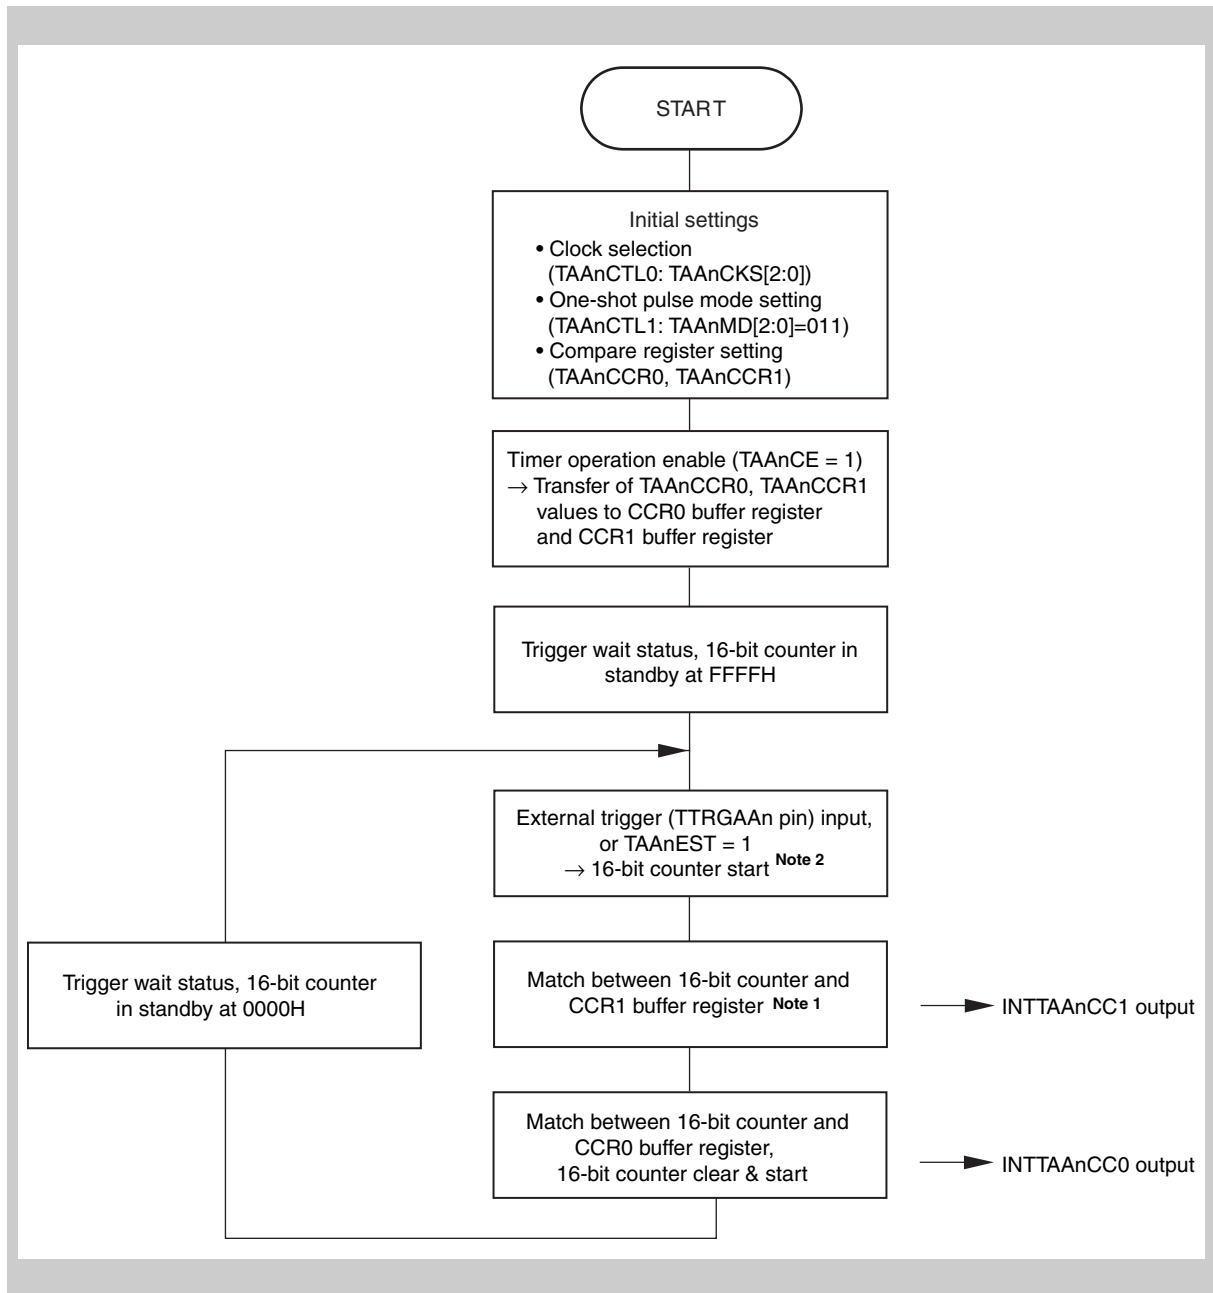 START
Initial settings
• Clock selection
(TAAnCTL0: TAAnCKS[2:0])
• One-shot pulse mode setting
(TAAnCTL1: TAAnMD[2:0]=011)
• Compare register setting
(TAAnCCR0, TAAnCCR1)
Timer operation enable (TAAnCE = 1)
→ Transfer of TAAnCCR0, TAAnCCR1
values to CCR0 buffer register
and CCR1 buffer register
Trigger wait status, 16-bit counter in
standby at FFFFH
External trigger (TTRGAAn pin) input,
or TAAnEST = 1
→ 16-bit counter start Note 2
Trigger wait status, 16-bit counter
in standby at 0000H
Match between 16-bit counter and
CCR1 buffer register Note 1
INTTAAnCC1 output
Match between 16-bit counter and
CCR0 buffer register,
16-bit counter clear & start
INTTAAnCC0 output